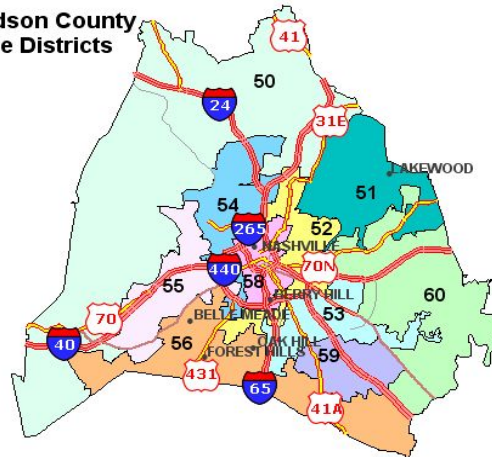 dson County
e Districts
41
50
24
31E
LAKEWOOD
51
54
52
265
NASHVILLE
440
70N
58
55
60
BERRY HILL
BELLE MEADE
53
70
40
56
OAK HILL
FOREST HILLS
59
431
65
41A